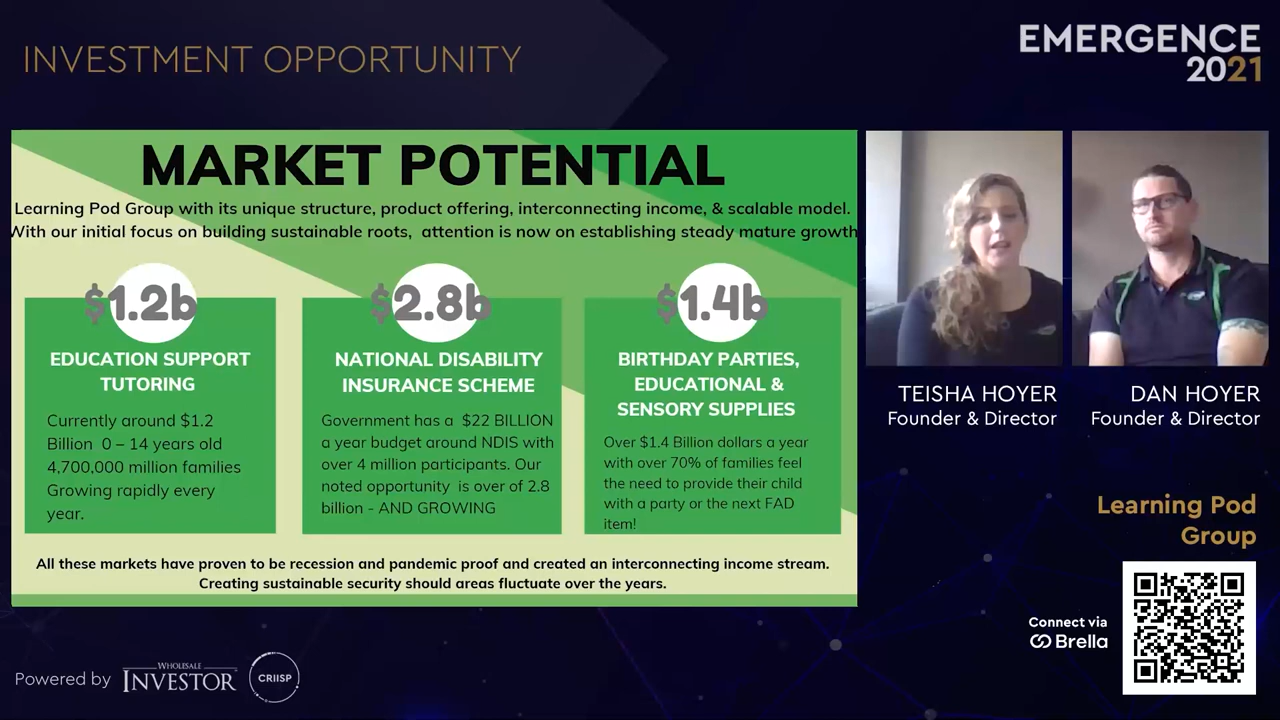 INVESTMENT OPPORTUNITY
EMERGENCE
2021
MARKET POTENTIAL
Learning Pod Group with its unique structure, product offering, interconnecting income, & scalable model.
With our initial focus on building sustainable roots, attention is now on establishing steady mature growth
$1.2b
EDUCATION SUPPORT
TUTORING
Currently around $1.2
Billion 0 – 14 years old
4,700,000 million families
Growing rapidly every
year.
$2.8b
NATIONAL DISABILITY
INSURANCE SCHEME
Government has a $22 BILLION
a year budget around NDIS with
over 4 million participants. Our
noted opportunity is over of 2.8
billion - AND GROWING
$1.4b
BIRTHDAY PARTIES,
EDUCATIONAL &
SENSORY SUPPLIES
Over $1.4 Billion dollars a year
with over 70% of families feel
the need to provide their child
with a party or the next FAD
item!
All these markets have proven to be recession and pandemic proof and created an interconnecting income stream.
Creating sustainable security should areas fluctuate over the years.
TEISHA HOYER
Founder & Director
DAN HOYER
Founder & Director
Learning Pod
Group
Connect via
Brella
Powered by
WHOLESALE
INVESTOR
CRIISP